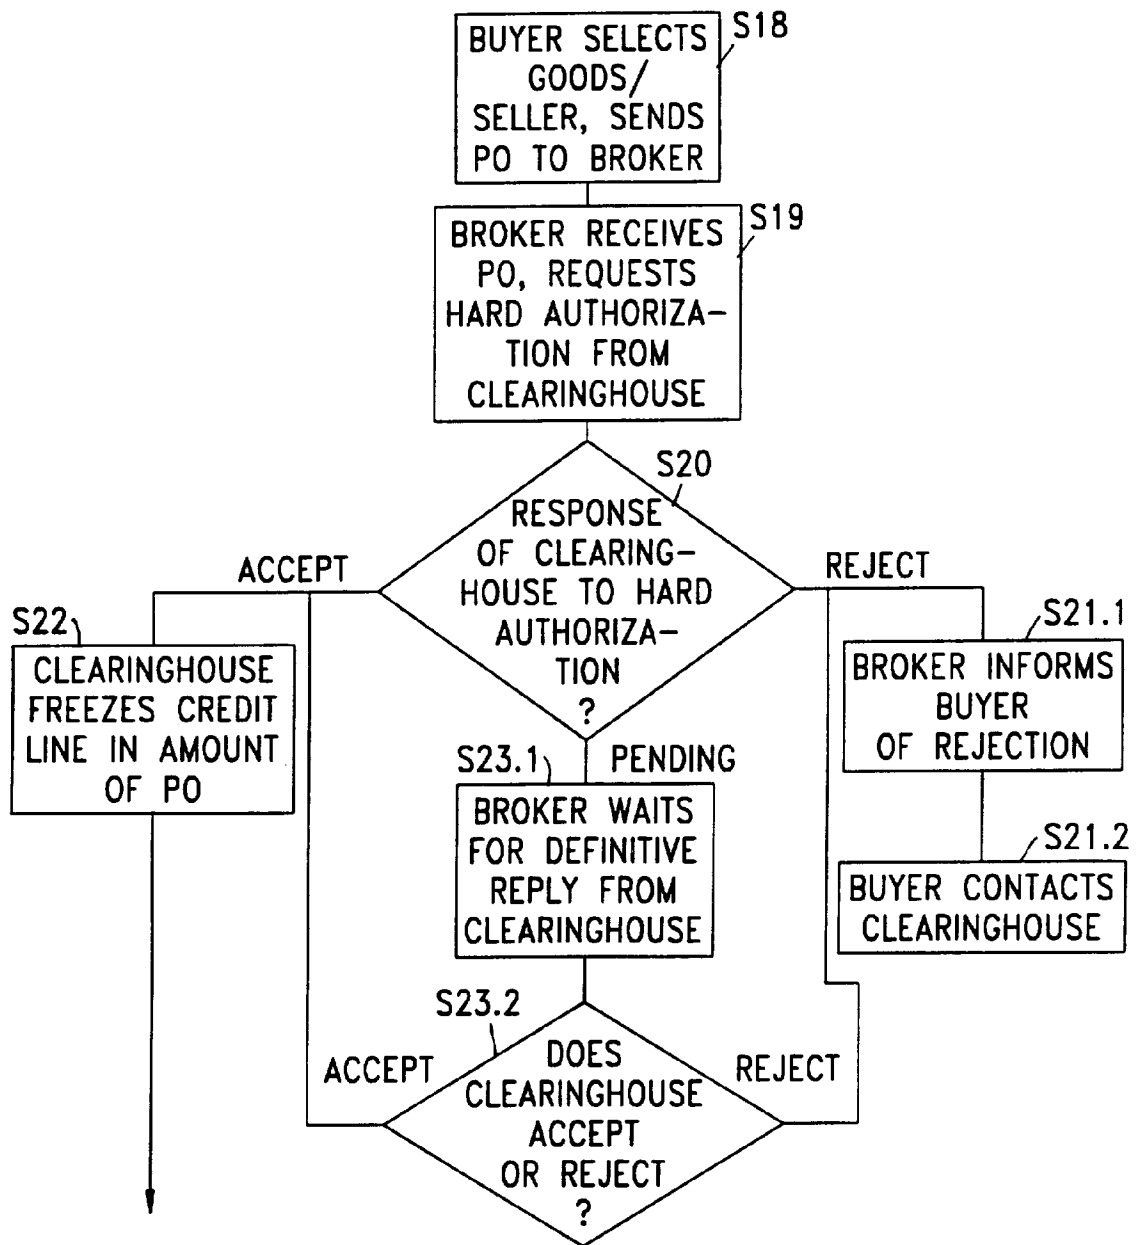 S18
BUYER SELECTS
GOODS/
SELLER, SENDS
PO TO BROKER
S19
BROKER RECEIVES
PO, REQUESTS
HARD AUTHORIZA-
TION FROM
CLEARINGHOUSE
S20
RESPONSE
OF CLEARING-
HOUSE TO HARD
AUTHORIZA-
TION
?
ACCEPT
REJECT
S22
CLEARINGHOUSE
FREEZES CREDIT
LINE IN AMOUNT
OF PO
S21.1
BROKER INFORMS
BUYER
OF REJECTION
S23.1
PENDING
BROKER WAITS
FOR DEFINITIVE
REPLY FROM
CLEARINGHOUSE
S21.2
BUYER CONTACTS
CLEARINGHOUSE
S23.2
ACCEPT
DOES
CLEARINGHOUSE
ACCEPT
OR REJECT
?
REJECT